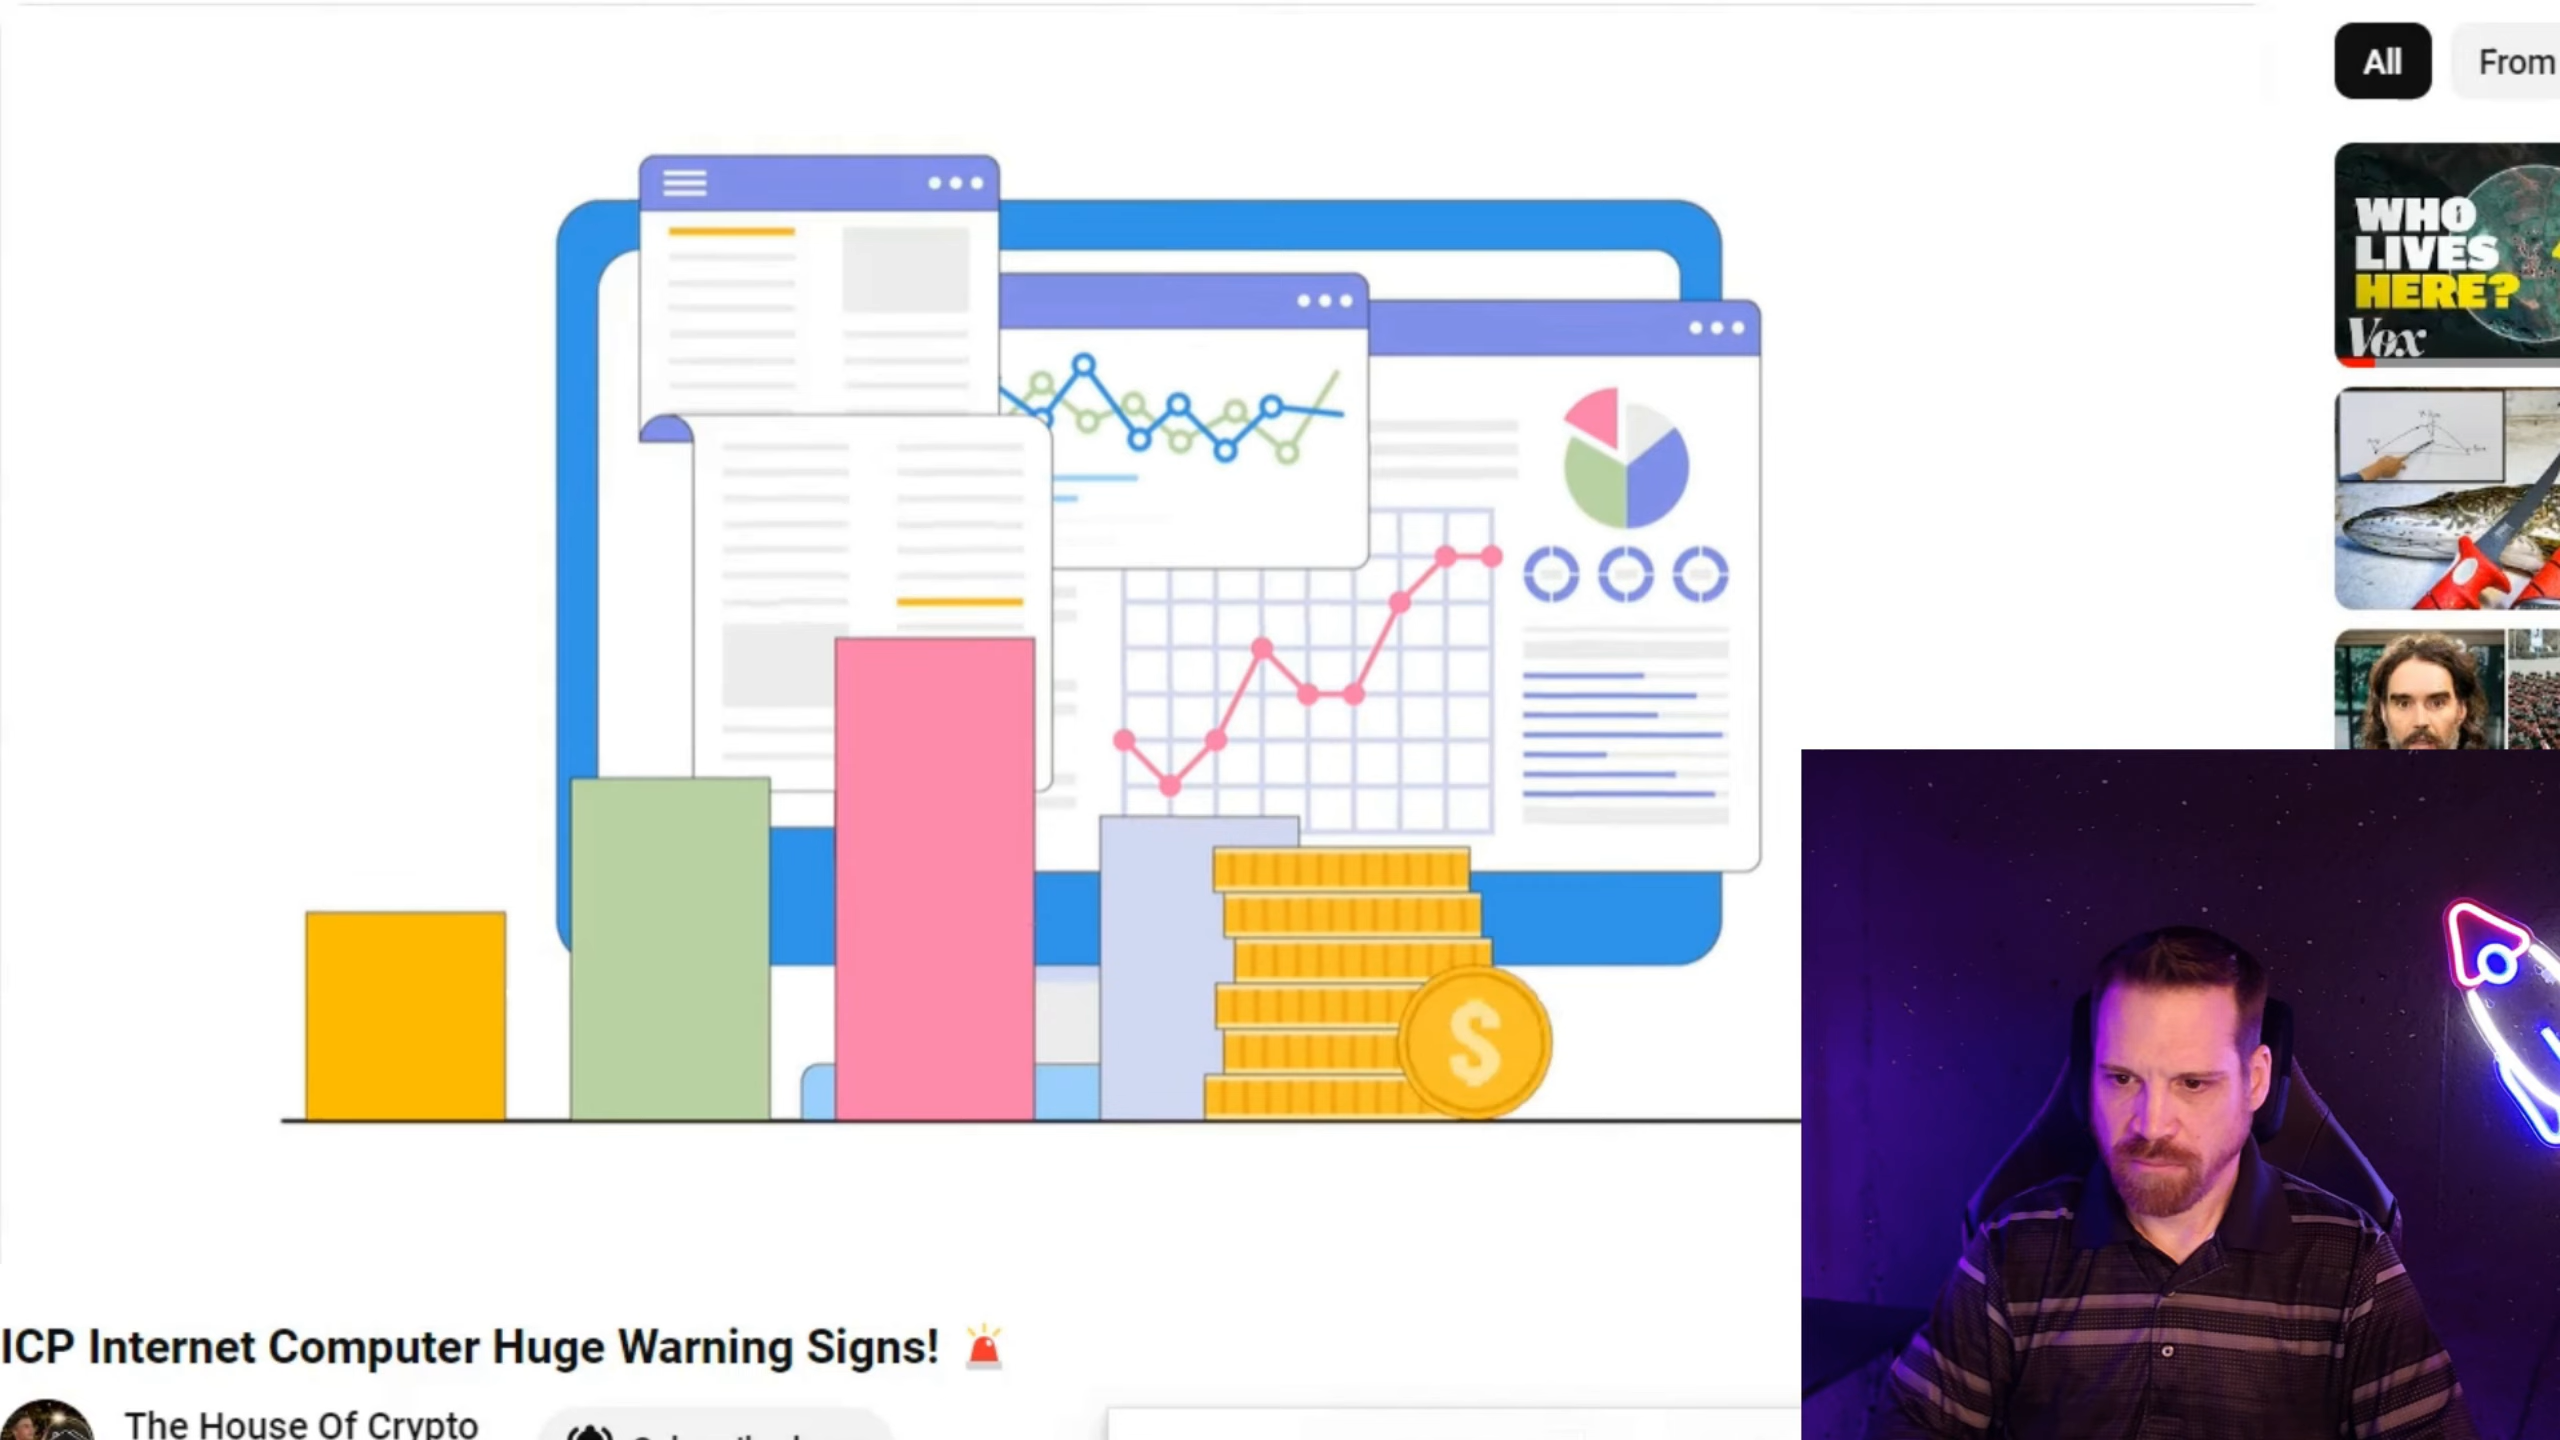 All
From
WHO
LIVES
HERE?
Vox
$
ICP Internet Computer Huge Warning Signs! 🚨
The House Of Crypto